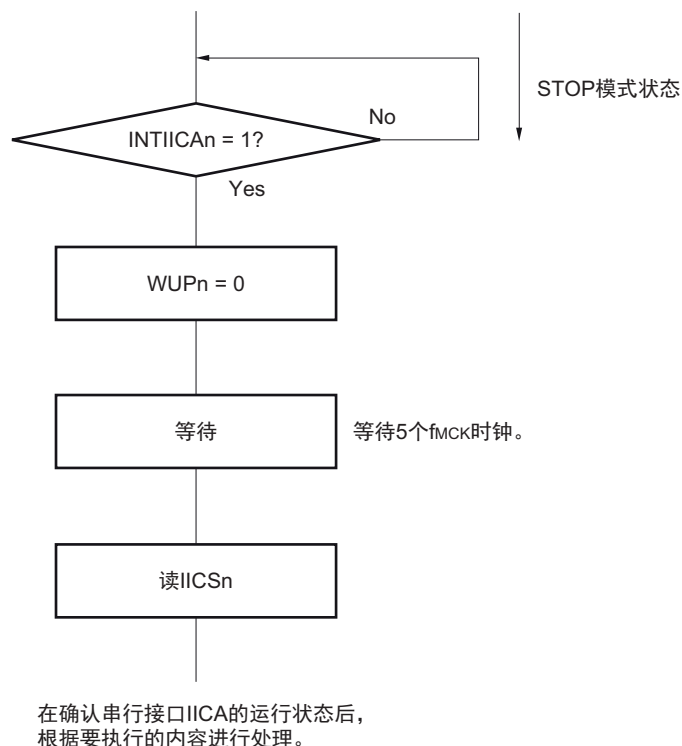 STOP模式状态
No
INTIICAn = 1?
Yes
WUPn = 0
等待
等待5个fMCK时钟。
读IICSn
在确认串行接口IICA的运行状态后，
根据要执行的内容进行处理。